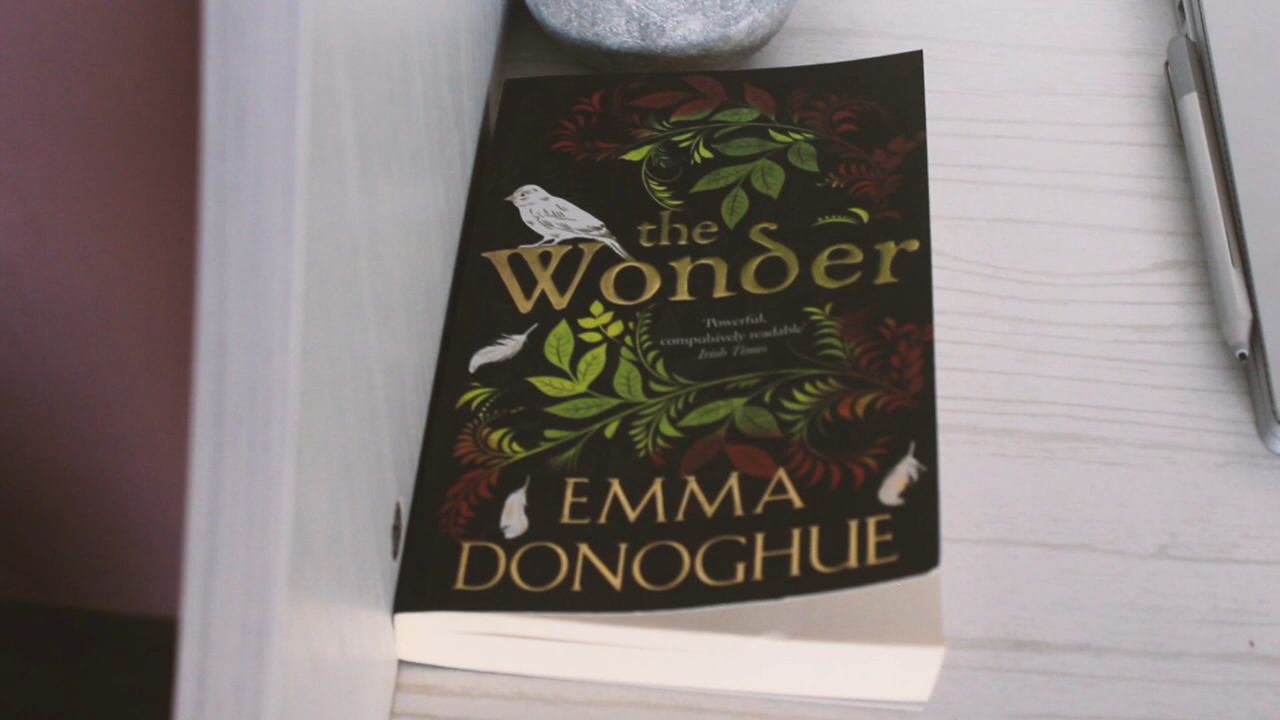 the
Wonder
'Powerful,
compulsively readable'
Irish Times
EMMA
DONOGHUE